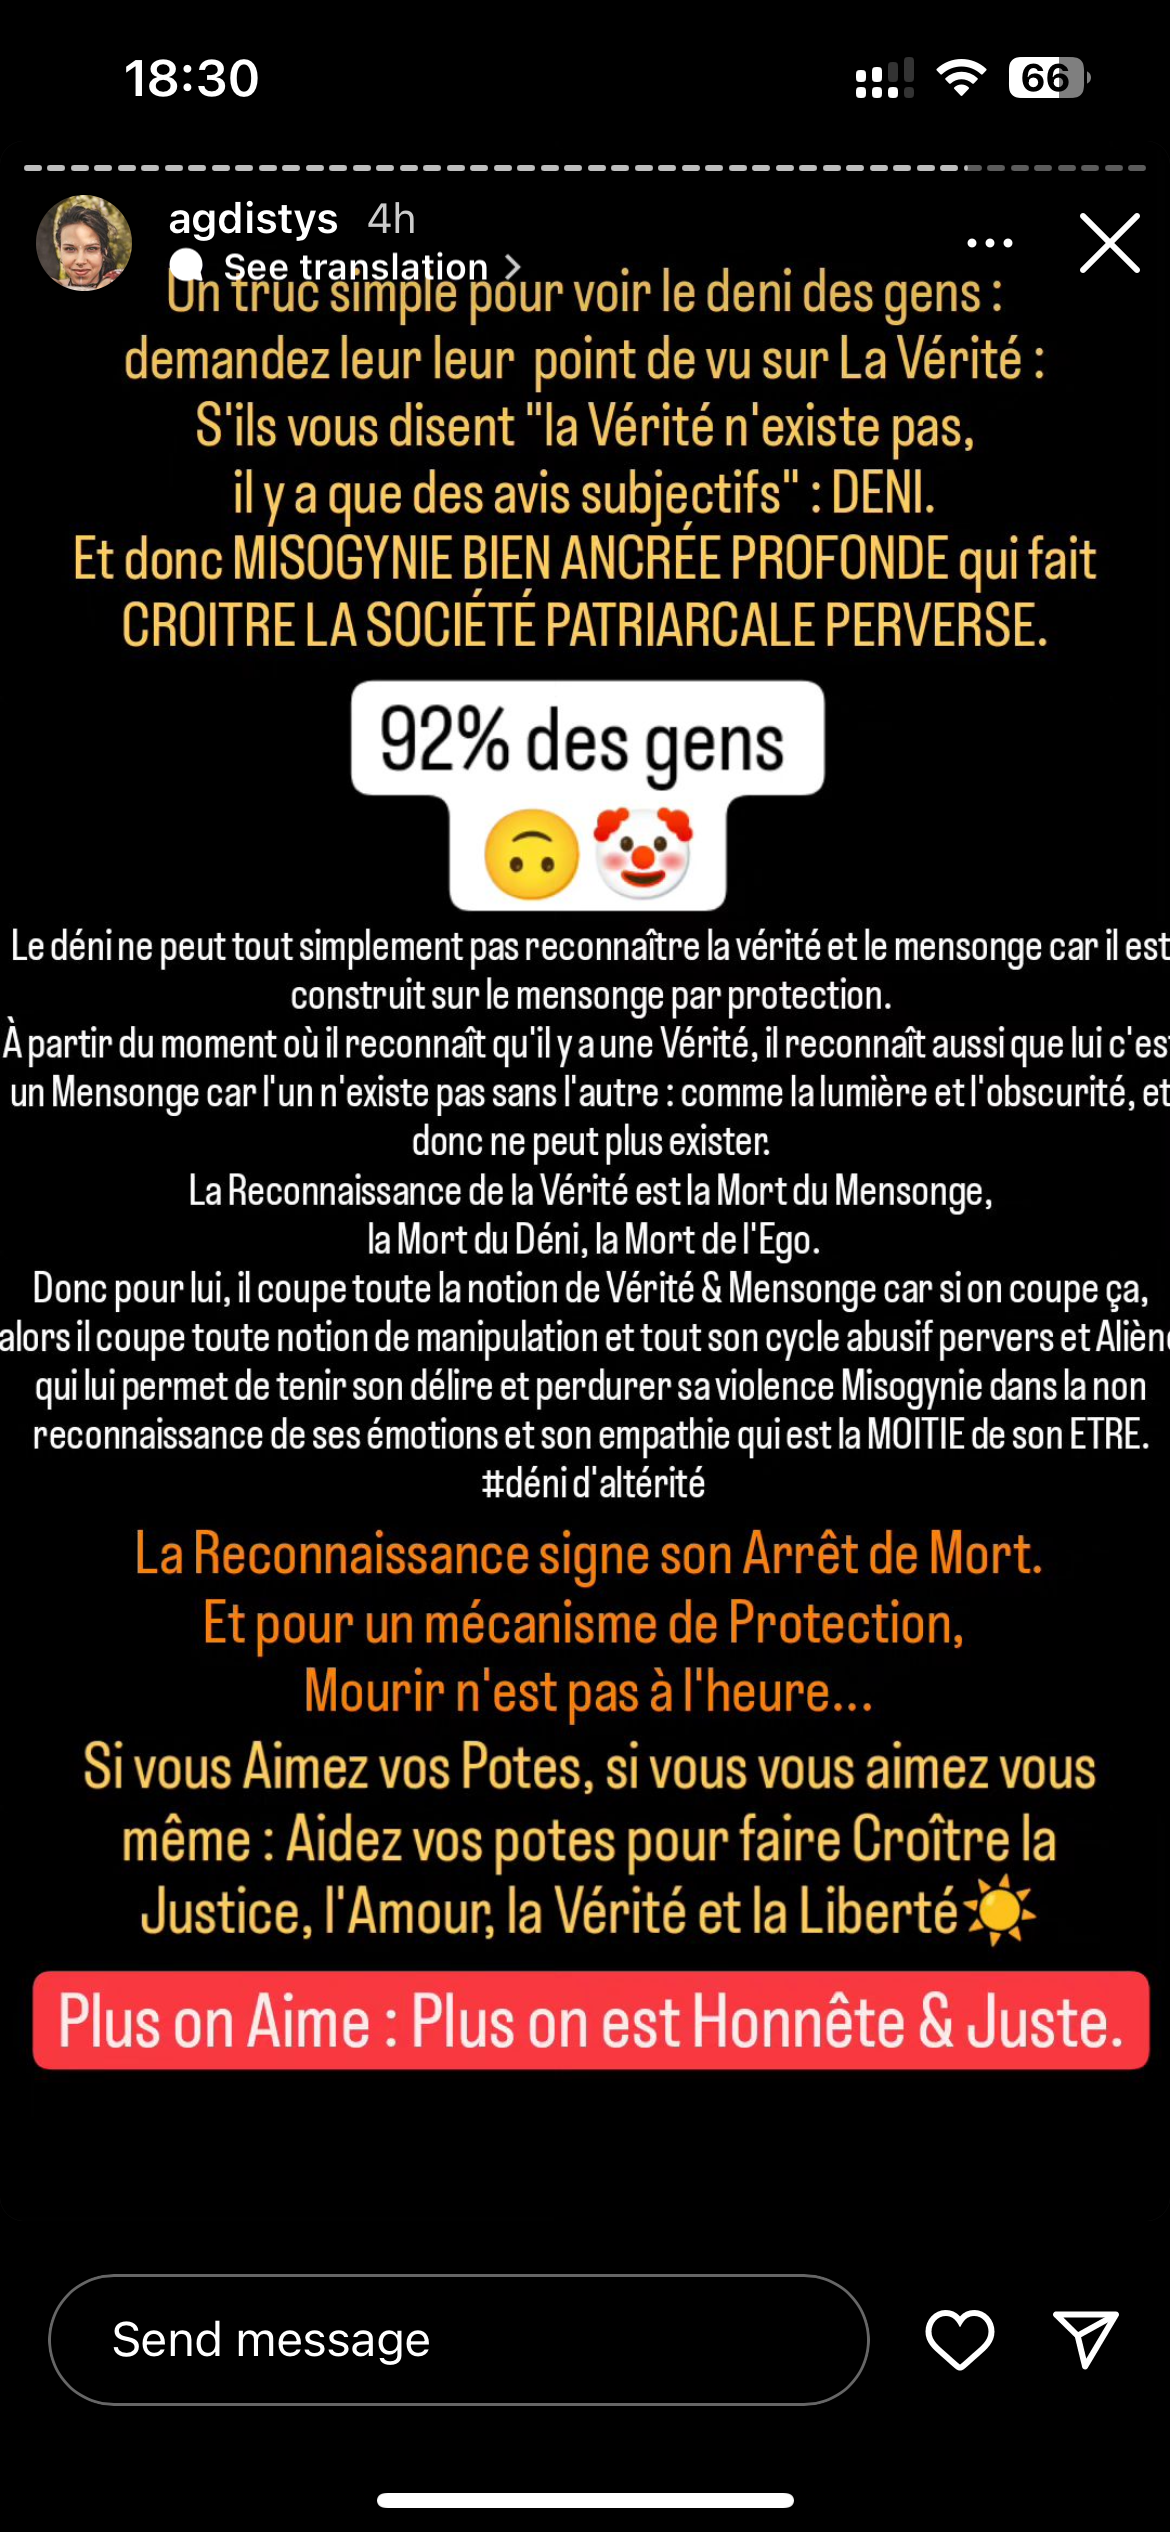 18:30
66
agdistys 4h
See translation
Un truc simple pour voir le deni des gens :
demandez leur leur point de vu sur La Vérité :
S'ils vous disent "la Vérité n'existe pas,
il y a que des avis subjectifs" : DENI.
Et donc MISOGYNIE BIEN ANCRÉE PROFONDE qui fait
CROITRE LA SOCIÉTÉ PATRIARCALE PERVERSE.
92% des gens
🙃🤡
Le déni ne peut tout simplement pas reconnaître la vérité et le mensonge car il est
construit sur le mensonge par protection.
À partir du moment où il reconnaît qu'il y a une Vérité, il reconnaît aussi que lui c'est
un Mensonge car l'un n'existe pas sans l'autre : comme la lumière et l'obscurité, et
donc ne peut plus exister.
La Reconnaissance de la Vérité est la Mort du Mensonge,
la Mort du Déni, la Mort de l'Ego.
Donc pour lui, il coupe toute la notion de Vérité & Mensonge car si on coupe ça,
alors il coupe toute notion de manipulation et tout son cycle abusif pervers et Aliéné
qui lui permet de tenir son délire et perdurer sa violence Misogynie dans la non
reconnaissance de ses émotions et son empathie qui est la MOITIE de son ETRE.
#déni d'altérité
La Reconnaissance signe son Arrêt de Mort.
Et pour un mécanisme de Protection,
Mourir n'est pas à l'heure...
Si vous Aimez vos Potes, si vous vous aimez vous
même : Aidez vos potes pour faire Croître la
Justice, l'Amour, la Vérité et la Liberté☀️
Plus on Aime : Plus on est Honnête & Juste.
Send message